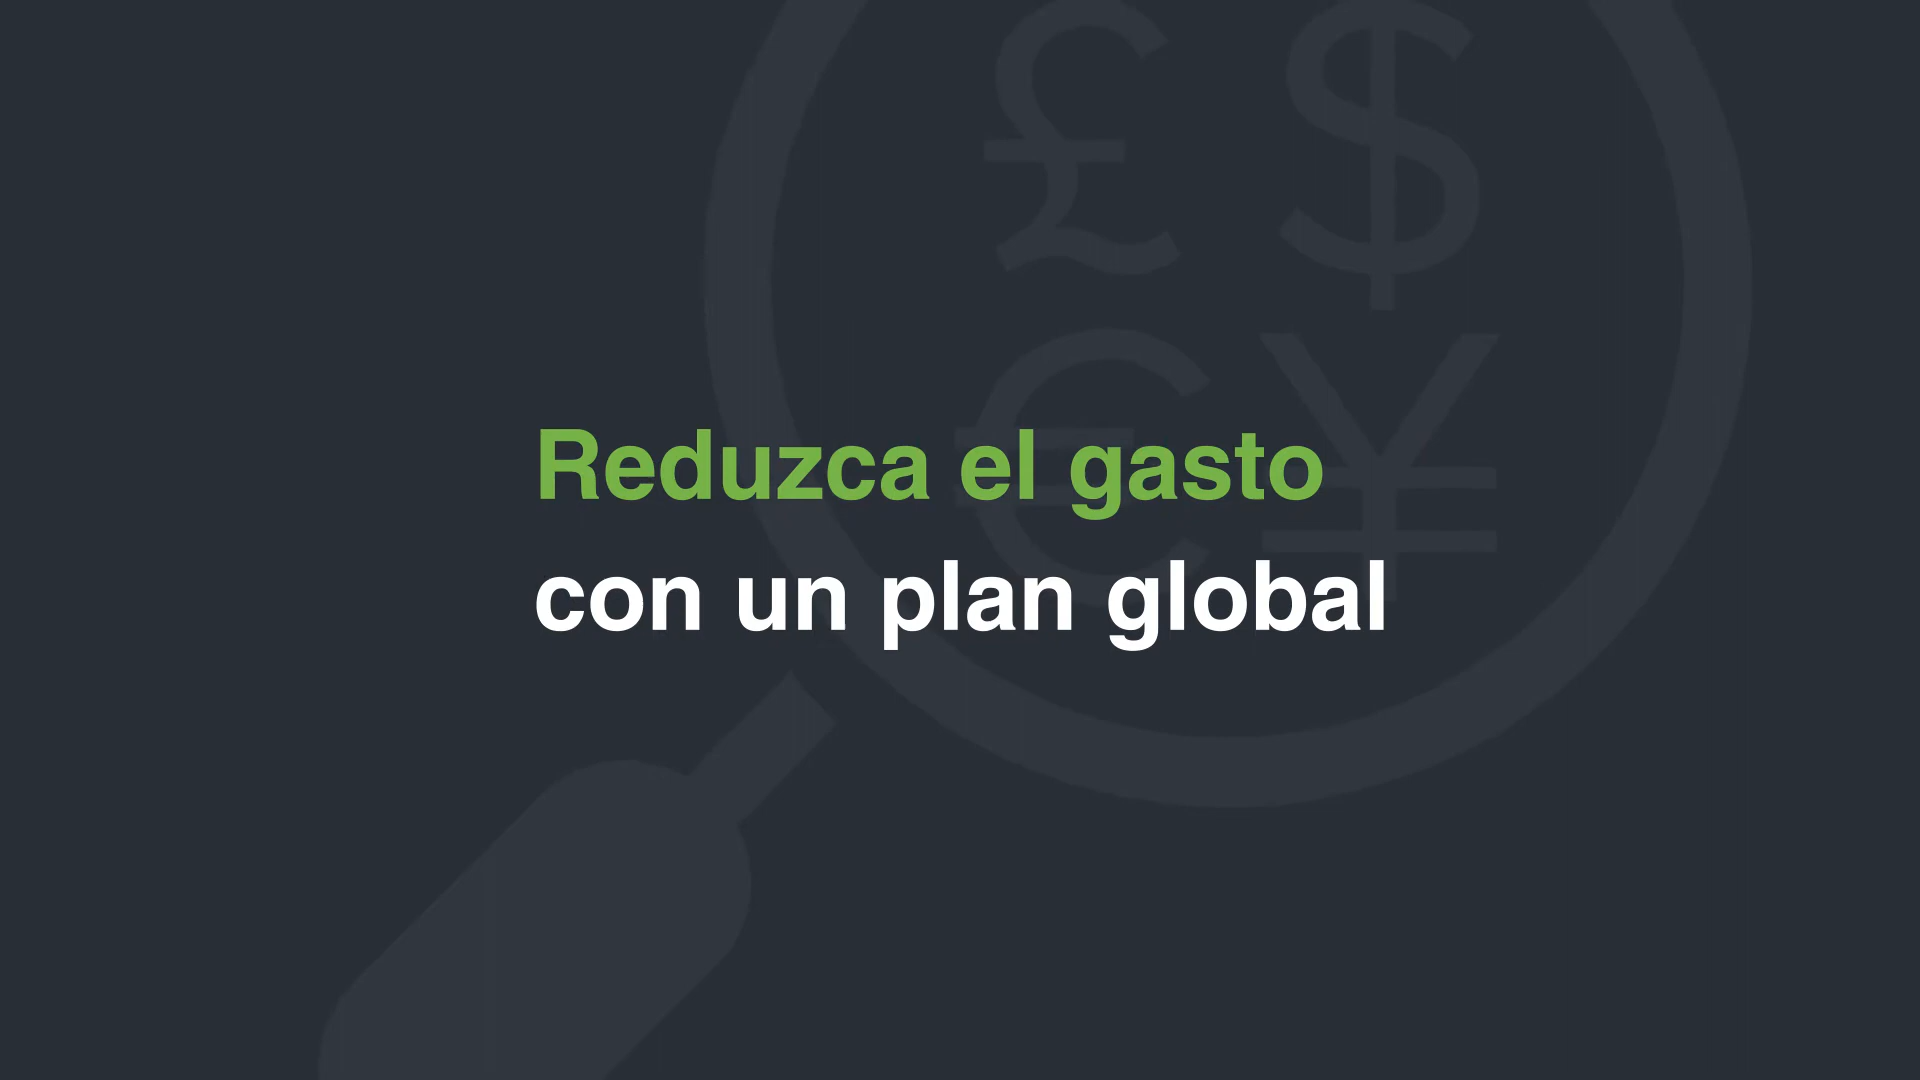 £ $
€ ¥
Reduzca el gasto
con un plan global